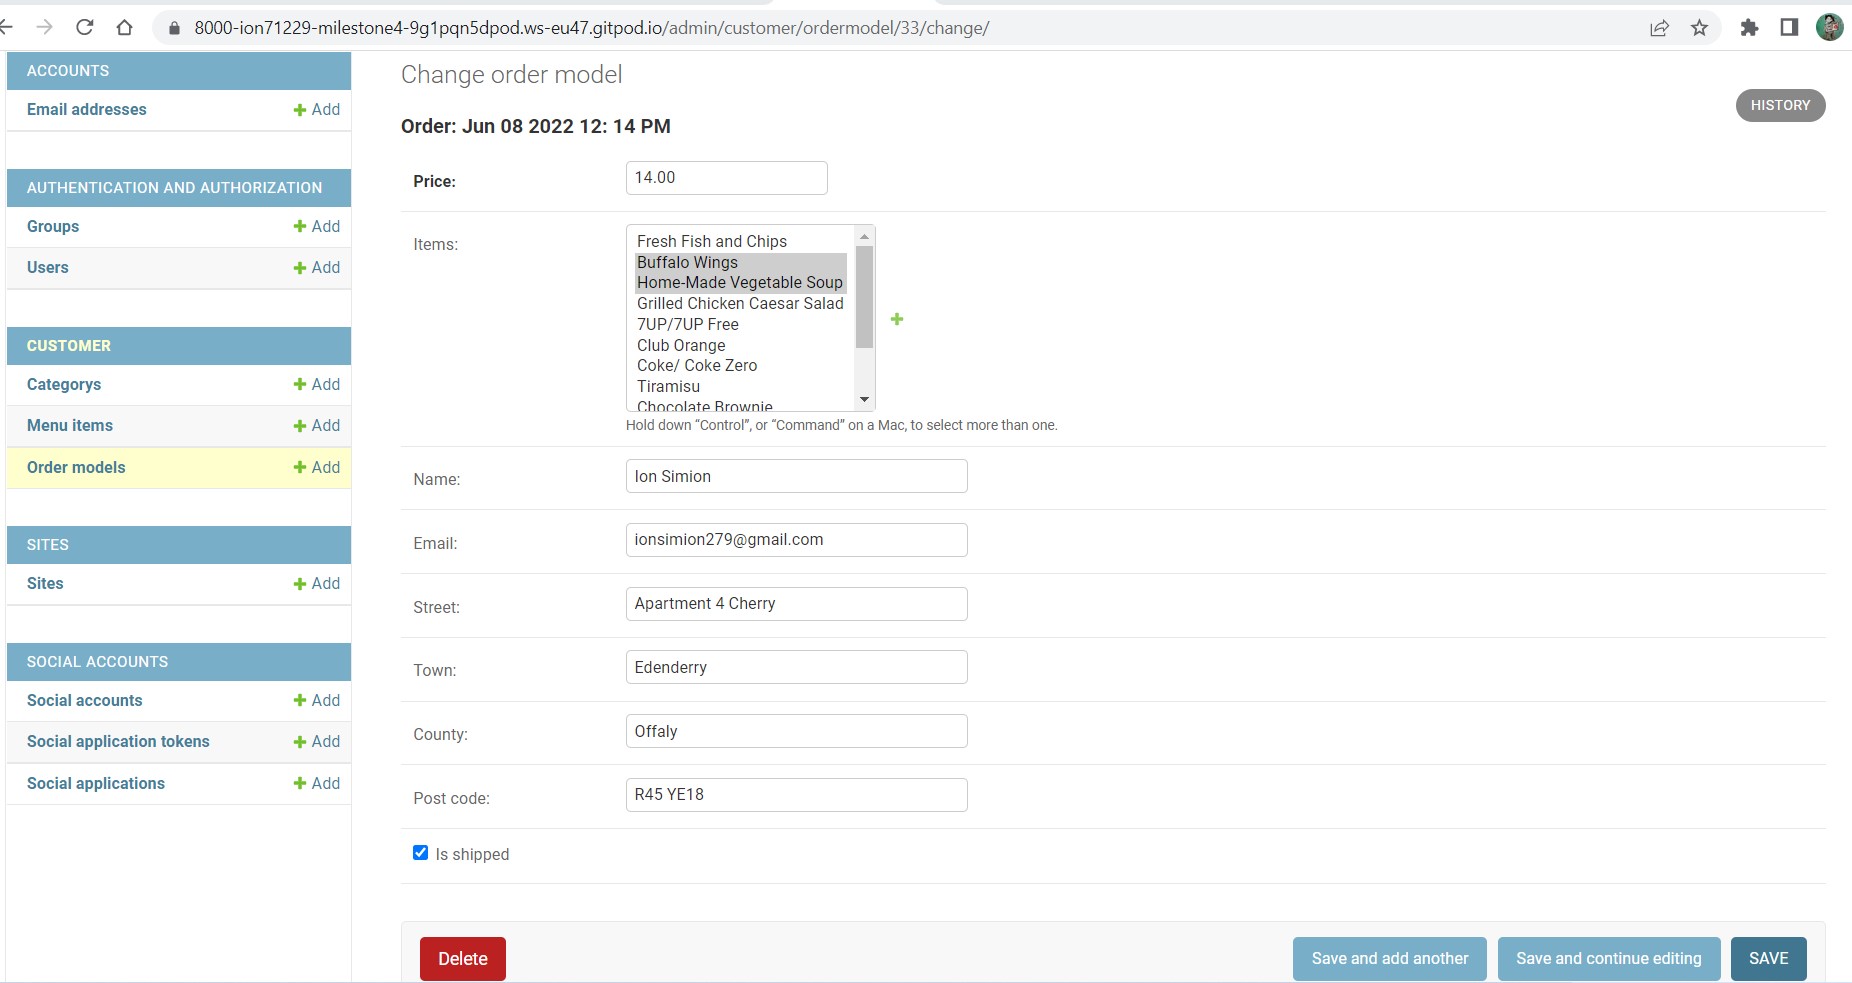 8000-ion71229-milestone4-9g1pqn5dpod.ws-eu47.gitpod.io/admin/customer/ordermodel/33/change/
ACCOUNTS
Email addresses Add
AUTHENTICATION AND AUTHORIZATION
Groups Add
Users Add
CUSTOMER
Categorys Add
Menu items Add
Order models Add
SITES
Sites Add
SOCIAL ACCOUNTS
Social accounts Add
Social application tokens Add
Social applications Add
Change order model
HISTORY
Order: Jun 08 2022 12: 14 PM
Price: 14.00
Items:
Fresh Fish and Chips
Buffalo Wings
Home-Made Vegetable Soup
Grilled Chicken Caesar Salad
7UP/7UP Free
Club Orange
Coke/ Coke Zero
Tiramisu
Chocolate Brownie
Hold down “Control”, or “Command” on a Mac, to select more than one.
Name: Ion Simion
Email: ionsimion279@gmail.com
Street: Apartment 4 Cherry
Town: Edenderry
County: Offaly
Post code: R45 YE18
Is shipped
Delete Save and add another Save and continue editing SAVE